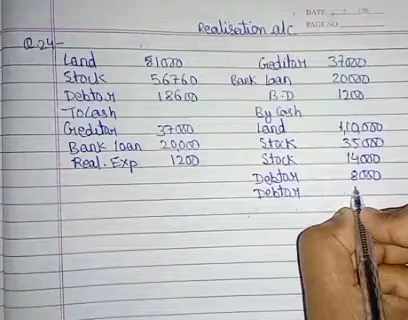 Realisation a/c
DATE
PAGE NO.
Q.24-
Land 81000 Creditor 37000
Stock 56760 Bank loan 20000
Debtor 18600 B.D 1200
To Cash By Cash
Creditor 37000 Land 1,10,000
Bank loan 20,000 Stock 35000
Real. Exp 1200 Stock 14000
Debtor 8000
Debtor